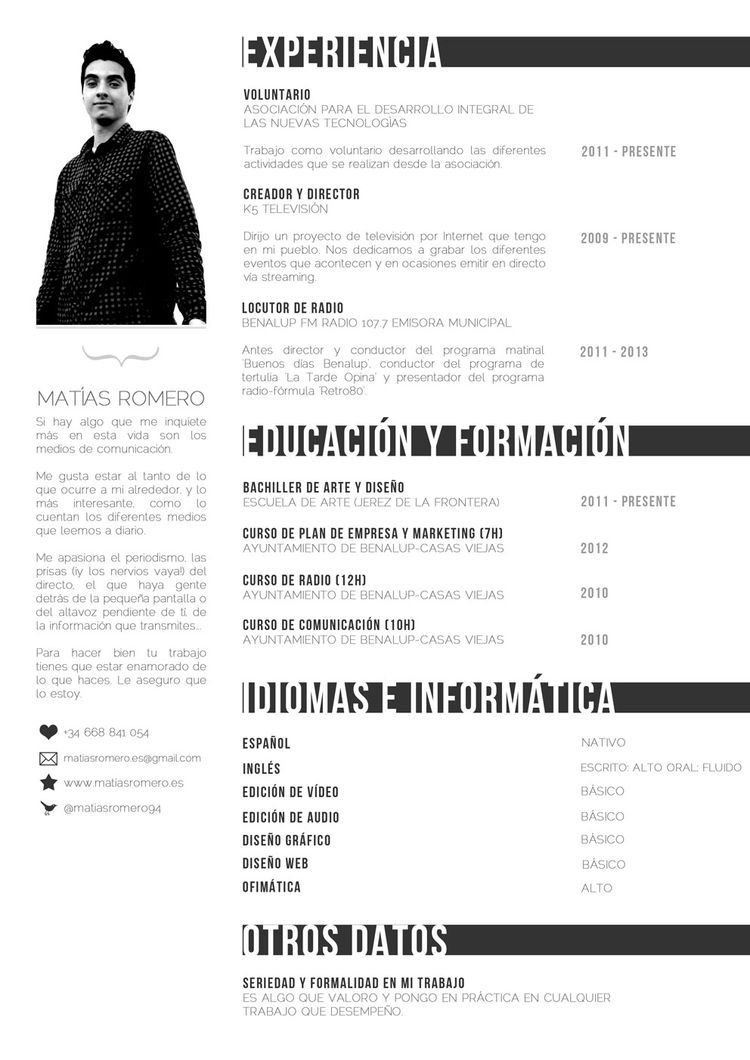 MATÍAS ROMERO
Si hay algo que me inquiete
más en esta vida son los
medios de comunicación.
Me gusta estar al tanto de lo
que ocurre a mi alrededor, y lo
más interesante, como lo
cuentan los diferentes medios
que leemos a diario.
Me apasiona el periodismo, las
prisas (¡y los nervios vaya!) del
directo, el que haya gente
detrás de la pequeña pantalla o
del altavoz pendiente de tí, de
la información que transmites...
Para hacer bien tu trabajo
tienes que estar enamorado de
lo que haces. Le aseguro que
lo estoy.
+34 668 841 054
matiasromero.es@gmail.com
www.matiasromero.es
@matiasromero94
EXPERIENCIA
VOLUNTARIO
ASOCIACIÓN PARA EL DESARROLLO INTEGRAL DE
LAS NUEVAS TECNOLOGÍAS
Trabajo como voluntario desarrollando las diferentes
actividades que se realizan desde la asociación.
2011 - PRESENTE
CREADOR Y DIRECTOR
K5 TELEVISIÓN
Dirijo un proyecto de televisión por Internet que tengo
en mi pueblo. Nos dedicamos a grabar los diferentes
eventos que acontecen y en ocasiones emitir en directo
vía streaming.
2009 - PRESENTE
LOCUTOR DE RADIO
BENALUP FM RADIO 107.7 EMISORA MUNICIPAL
Antes director y conductor del programa matinal
'Buenos días Benalup', conductor del programa de
tertulia 'La Tarde Opina' y presentador del programa
radio-fórmula 'Retro80'.
2011 - 2013
EDUCACIÓN Y FORMACIÓN
BACHILLER DE ARTE Y DISEÑO
ESCUELA DE ARTE (JEREZ DE LA FRONTERA)
2011 - PRESENTE
CURSO DE PLAN DE EMPRESA Y MARKETING (7H)
AYUNTAMIENTO DE BENALUP-CASAS VIEJAS
2012
CURSO DE RADIO (12H)
AYUNTAMIENTO DE BENALUP-CASAS VIEJAS
2010
CURSO DE COMUNICACIÓN (10H)
AYUNTAMIENTO DE BENALUP-CASAS VIEJAS
2010
IDIOMAS E INFORMÁTICA
ESPAÑOL NATIVO
INGLÉS ESCRITO: ALTO ORAL: FLUIDO
EDICIÓN DE VÍDEO BÁSICO
EDICIÓN DE AUDIO BÁSICO
DISEÑO GRÁFICO BÁSICO
DISEÑO WEB BÁSICO
OFIMÁTICA ALTO
OTROS DATOS
SERIEDAD Y FORMALIDAD EN MI TRABAJO
ES ALGO QUE VALORO Y PONGO EN PRÁCTICA EN CUALQUIER
TRABAJO QUE DESEMPEÑO.